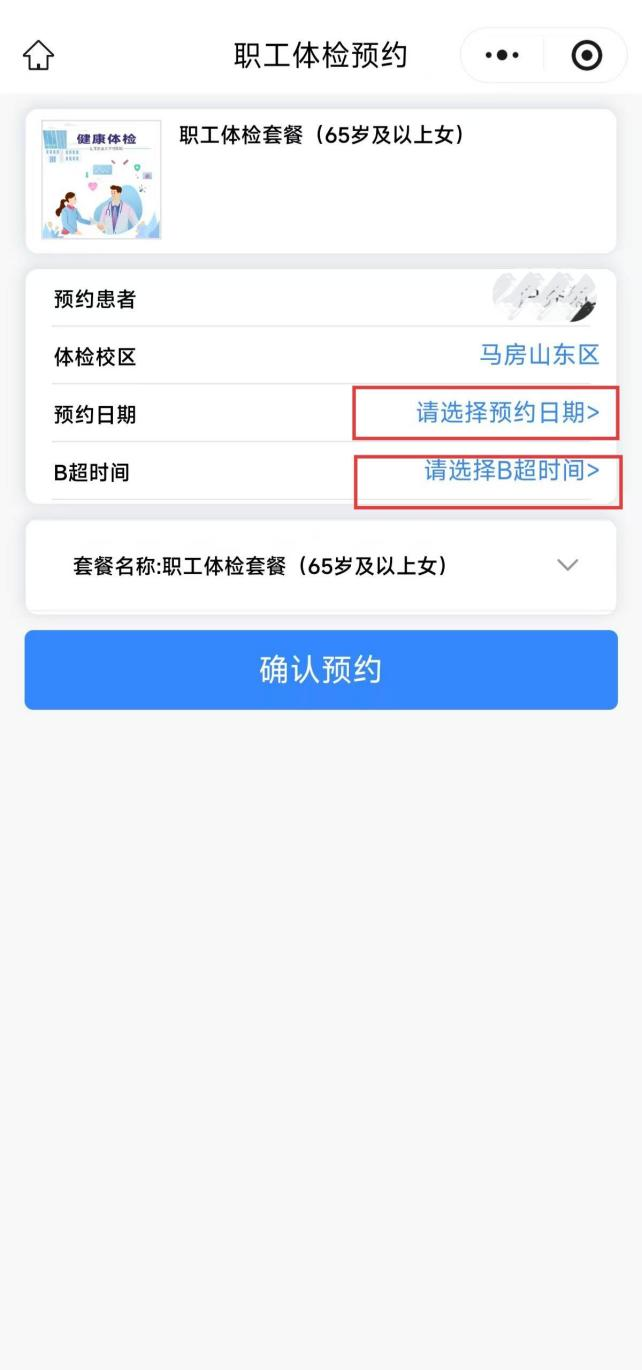 职工体检预约
健康体检
职工体检套餐（65岁及以上女）
预约患者
体检校区
马房山东区
预约日期
请选择预约日期>
B超时间
请选择B超时间>
套餐名称:职工体检套餐（65岁及以上女）
确认预约